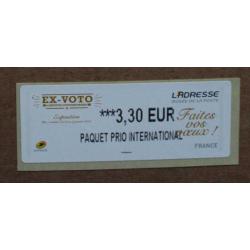 EX-VOTO
Exposition
L'ADRESSE
MUSÉE DE LA POSTE
***3,30 EUR
Faites
vos
vœux !
PAQUET PRIO INTERNATIONAL
FRANCE